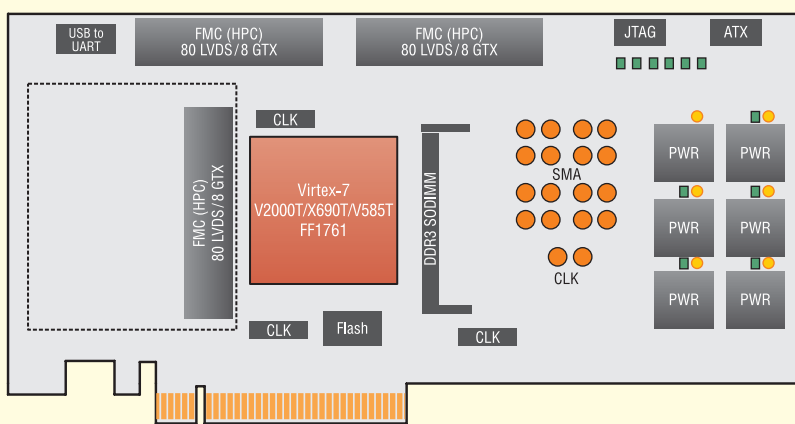 USB to
UART
FMC (HPC)
80 LVDS/8 GTX
FMC (HPC)
80 LVDS/8 GTX
JTAG
ATX
CLK
FMC (HPC)
80 LVDS/8 GTX
Virtex-7
V2000T/X690T/V585T
FF1761
DDR3 SODIMM
SMA
CLK
PWR
PWR
PWR
PWR
PWR
PWR
CLK
Flash
CLK